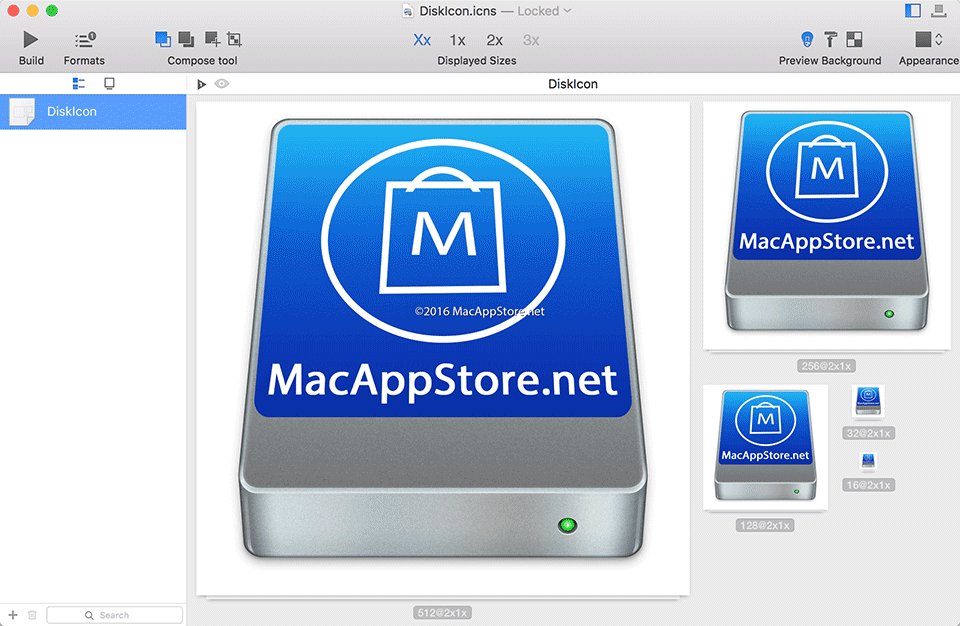 DiskIcon.icns — Locked
Build
Formats
1
Compose tool
Xx 1x 2x 3x
Displayed Sizes
Preview Background
Appearance
DiskIcon
DiskIcon
M
©2016 MacAppStore.net
MacAppStore.net
512@2x1x
M
MacAppStore.net
256@2x1x
M
MacAppStore.net
128@2x1x
32@2x1x
16@2x1x
Search